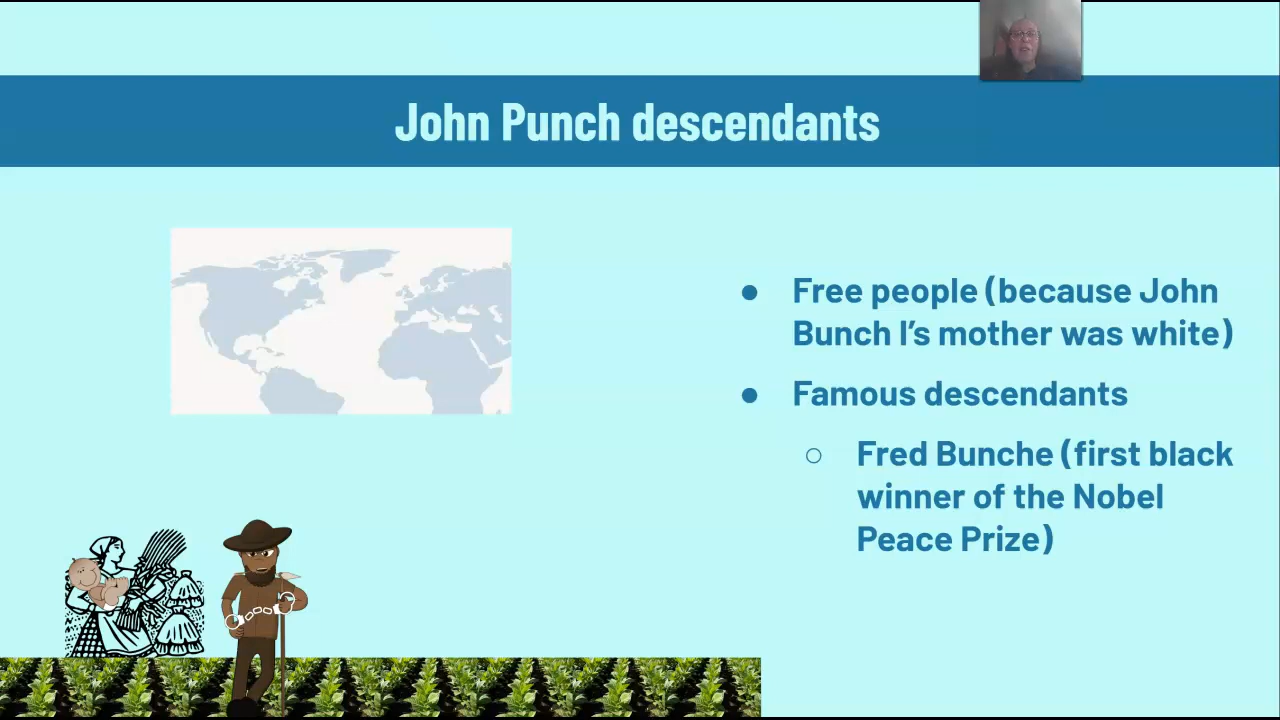 John Punch descendants
● Free people (because John
Bunch I’s mother was white)
● Famous descendants
○ Fred Bunche (first black
winner of the Nobel
Peace Prize)